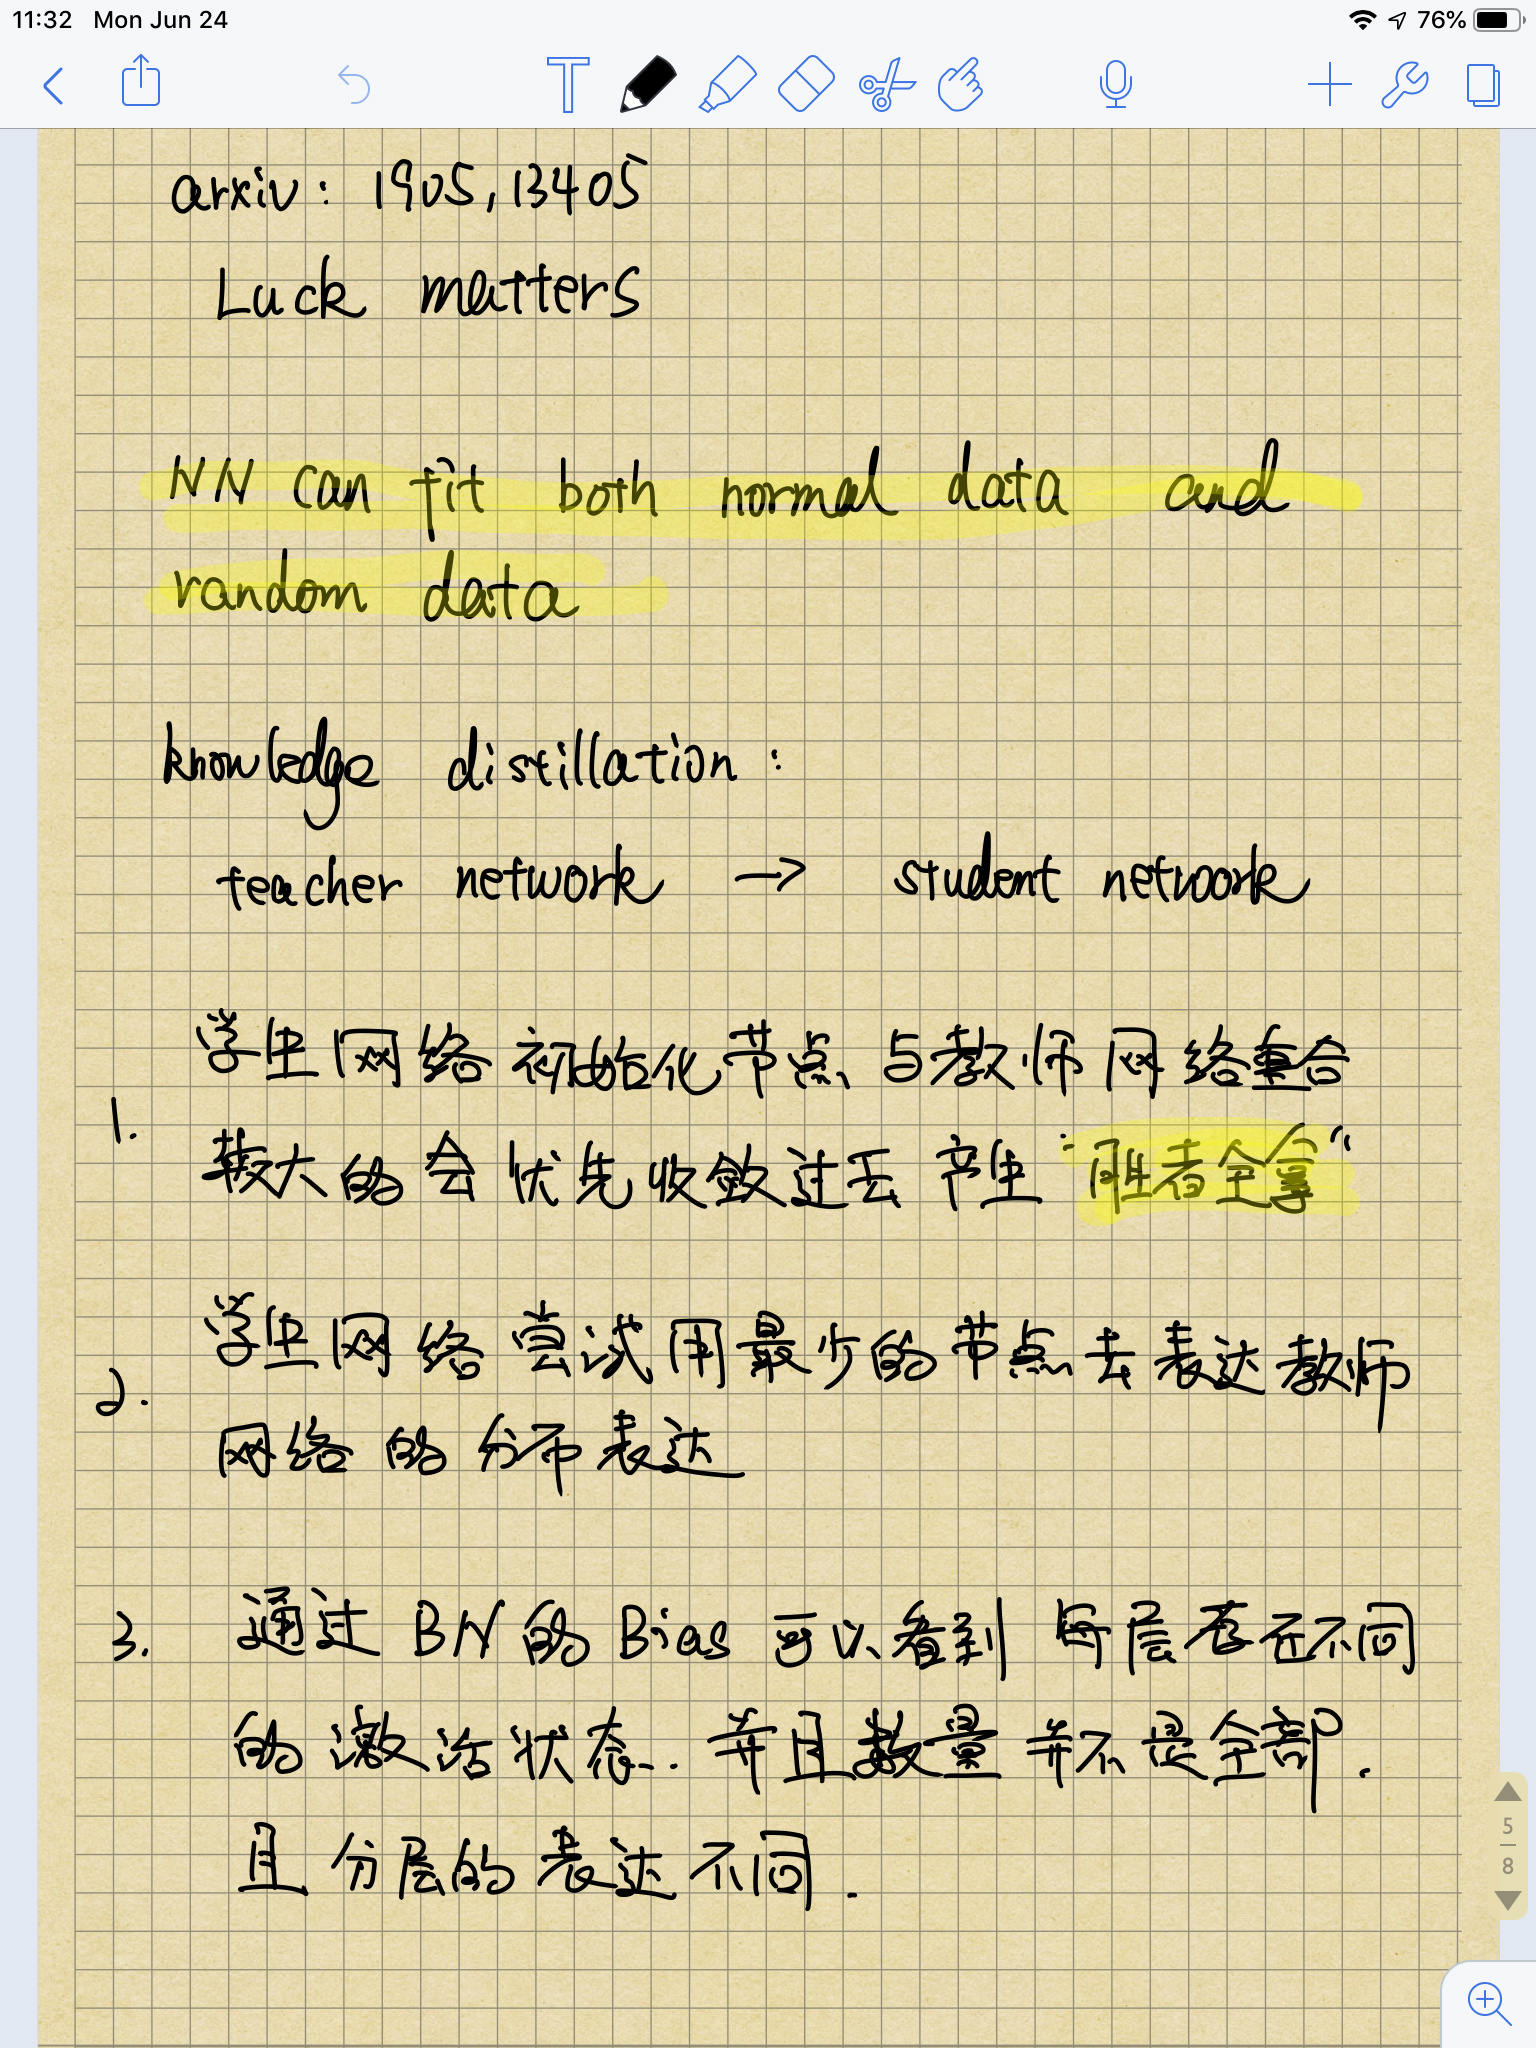 11:32 Mon Jun 24
76%
arxiv: 1905,13405
Luck matters
NN can fit both normal data and
random data
knowledge distillation:
teacher network → student network
学生网络初始化节点与教师网络重合
1.
较大的会优先收敛过去产生"胜者全拿"
学生网络尝试用最少的节点去表达教师
2.
网络的分布表达
3. 通过BN的Bias可以看到每层存在不同
的激活状态.. 并且数量并不是全部.
且分层的表达不同.
5
8